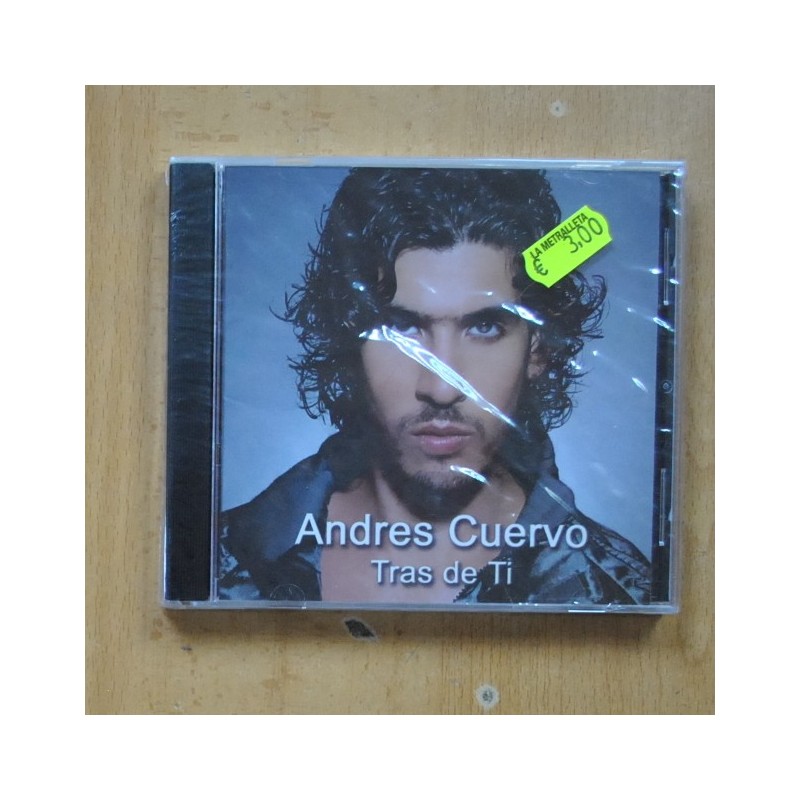 LA METRALLETA
€ 3,00
Andres Cuervo
Tras de Ti